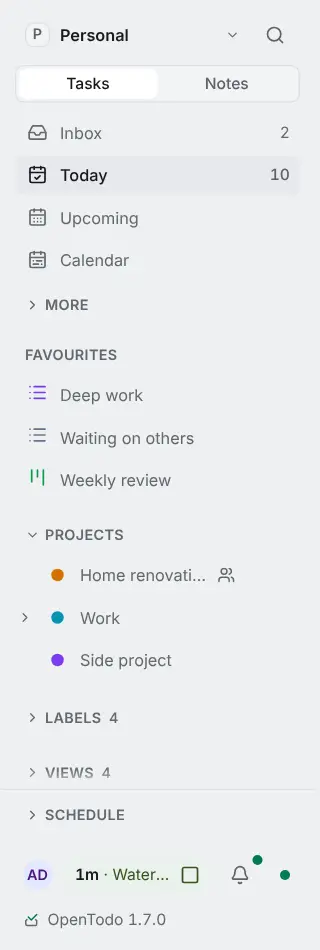 P Personal
Tasks Notes
Inbox 2
Today 10
Upcoming
Calendar
MORE
FAVOURITES
Deep work
Waiting on others
Weekly review
PROJECTS
Home renovati...
Work
Side project
LABELS 4
VIEWS 4
SCHEDULE
AD 1m · Water...
OpenTodo 1.7.0